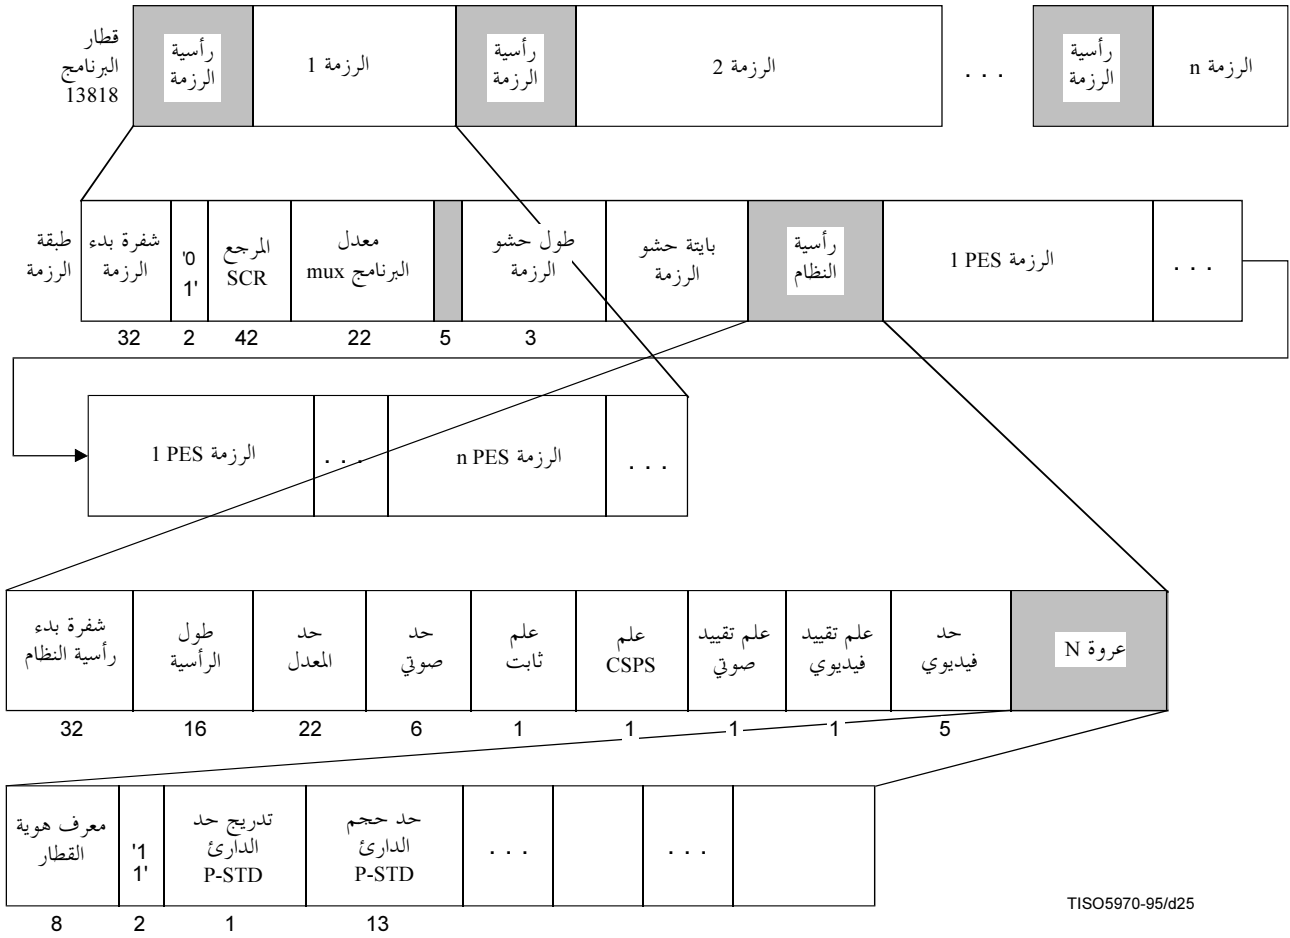 قطار
البرنامج
13818
رأسية
الرزمة
الرزمة 1
رأسية
الرزمة
الرزمة 2
. . .
رأسية
الرزمة
الرزمة n
طبقة
الرزمة
شفرة بدء
الرزمة
'0
1'
المرجع
SCR
معدل
البرنامج mux
طول حشو
الرزمة
بايتة حشو
الرزمة
رأسية
النظام
الرزمة PES 1
. . .
32
2
42
22
5
3
الرزمة PES 1
. . .
الرزمة PES n
. . .
شفرة بدء
رأسية النظام
طول
الرأسية
حد
المعدل
حد
صوتي
علم
ثابت
علم
CSPS
علم تقييد
صوتي
علم تقييد
فيديوي
حد
فيديوي
عروة N
32
16
22
6
1
1
1
1
5
معرف هوية
القطار
'1
1'
تدريج حد
الدارئ
P-STD
حد حجم
الدارئ
P-STD
. . .
. . .
8
2
1
13
TISO5970-95/d25